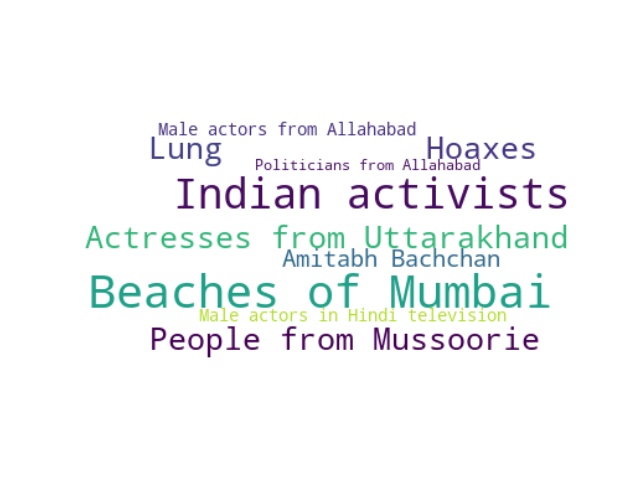 Male actors from Allahabad
Lung
Hoaxes
Politicians from Allahabad
Indian activists
Actresses from Uttarakhand
Amitabh Bachchan
Beaches of Mumbai
Male actors in Hindi television
People from Mussoorie